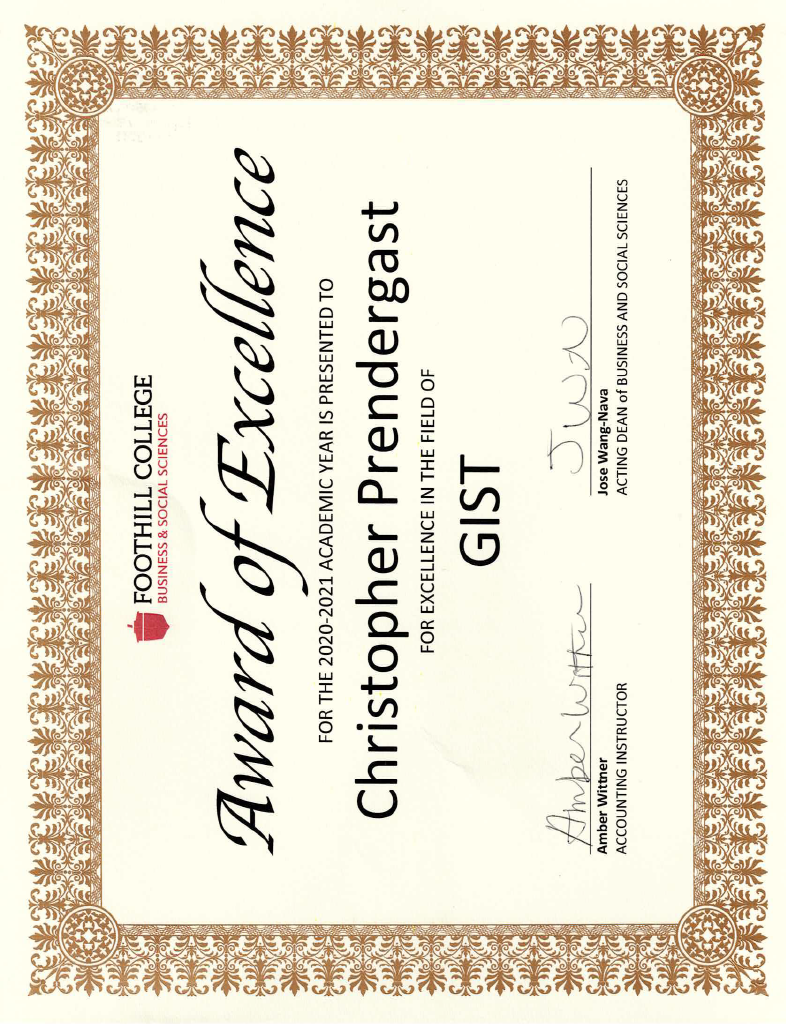 FOOTHILL COLLEGE
BUSINESS & SOCIAL SCIENCES
Award of Excellence
FOR THE 2020-2021 ACADEMIC YEAR IS PRESENTED TO
Christopher Prendergast
FOR EXCELLENCE IN THE FIELD OF
GIST
Amber Wittner
Amber Wittner
ACCOUNTING INSTRUCTOR
JWN
Jose Wang-Nava
ACTING DEAN of BUSINESS AND SOCIAL SCIENCES